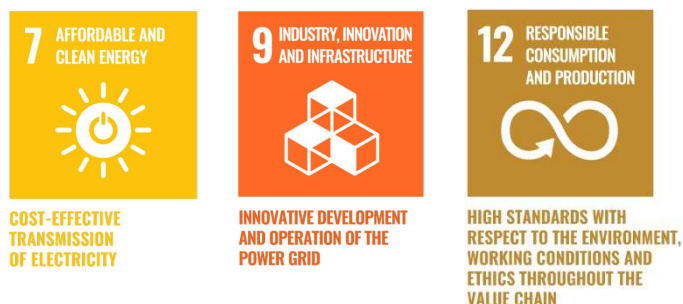 7 AFFORDABLE AND
CLEAN ENERGY
COST-EFFECTIVE
TRANSMISSION
OF ELECTRICITY
9 INDUSTRY, INNOVATION
AND INFRASTRUCTURE
INNOVATIVE DEVELOPMENT
AND OPERATION OF THE
POWER GRID
12 RESPONSIBLE
CONSUMPTION
AND PRODUCTION
HIGH STANDARDS WITH
RESPECT TO THE ENVIRONMENT,
WORKING CONDITIONS AND
ETHICS THROUGHOUT THE
VALUE CHAIN